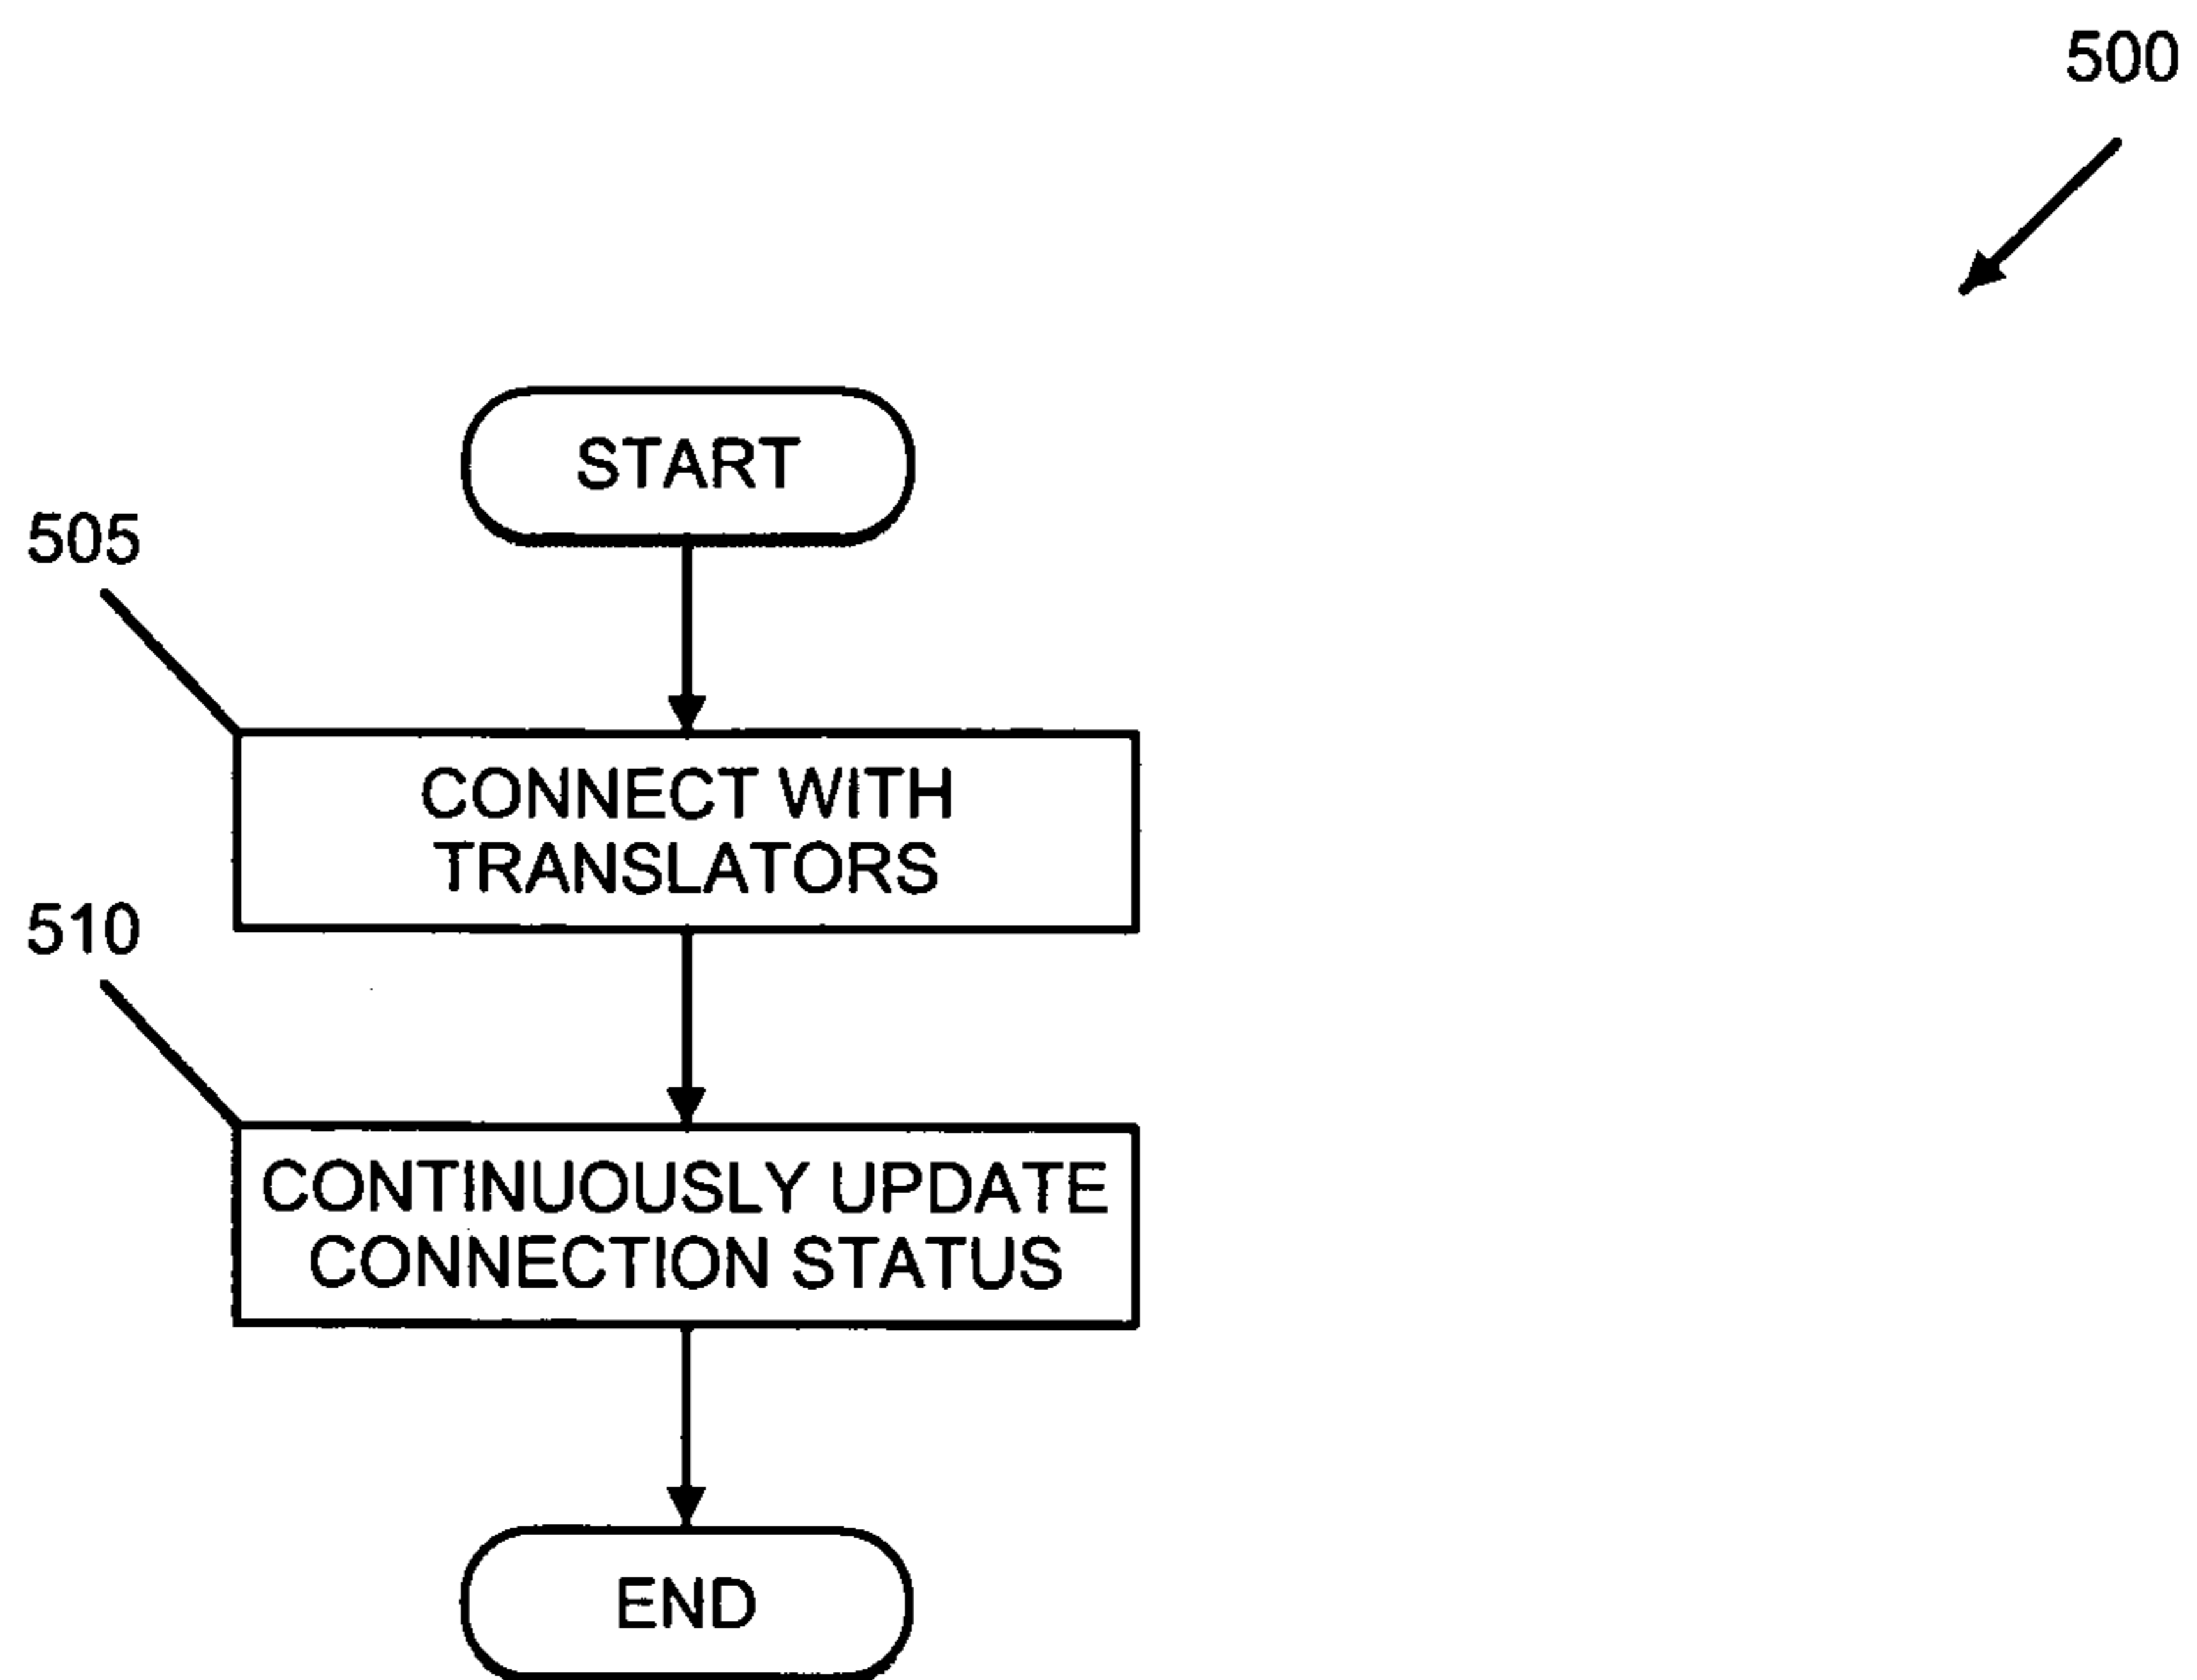 500
START
505
CONNECT WITH
TRANSLATORS
510
CONTINUOUSLY UPDATE
CONNECTION STATUS
END